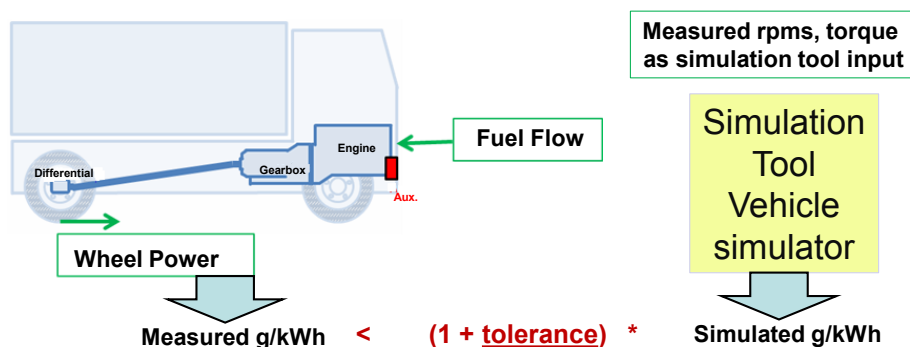 Measured rpms, torque
as simulation tool input
Simulation
Tool
Vehicle
simulator
Fuel Flow
Engine
Gearbox
Differential
Aux.
Wheel Power
Measured g/kWh < (1 + tolerance) * Simulated g/kWh